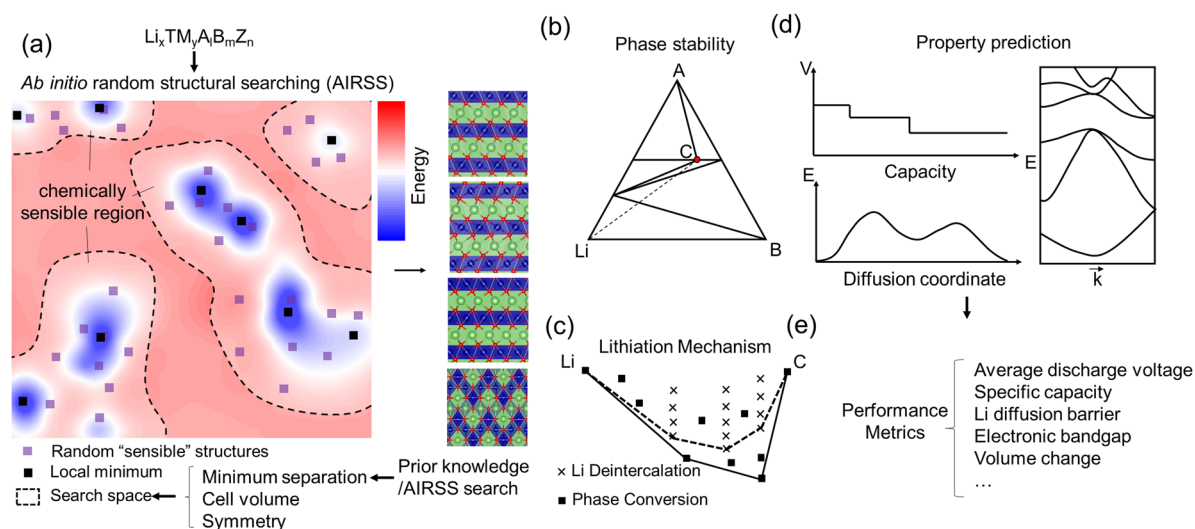 (a)
LiₓTMᵧAₗBₘZₙ
Ab initio random structural searching (AIRSS)
chemically
sensible region
Energy
Random “sensible” structures
Local minimum
Search space
Minimum separation
Cell volume
Symmetry
Prior knowledge
/AIRSS search
(b)
Phase stability
A
C
Li
B
(c)
Lithiation Mechanism
Li
C
Li Deintercalation
Phase Conversion
(d)
Property prediction
V
Capacity
E
Diffusion coordinate
E
k
(e)
Performance
Metrics
Average discharge voltage
Specific capacity
Li diffusion barrier
Electronic bandgap
Volume change
…